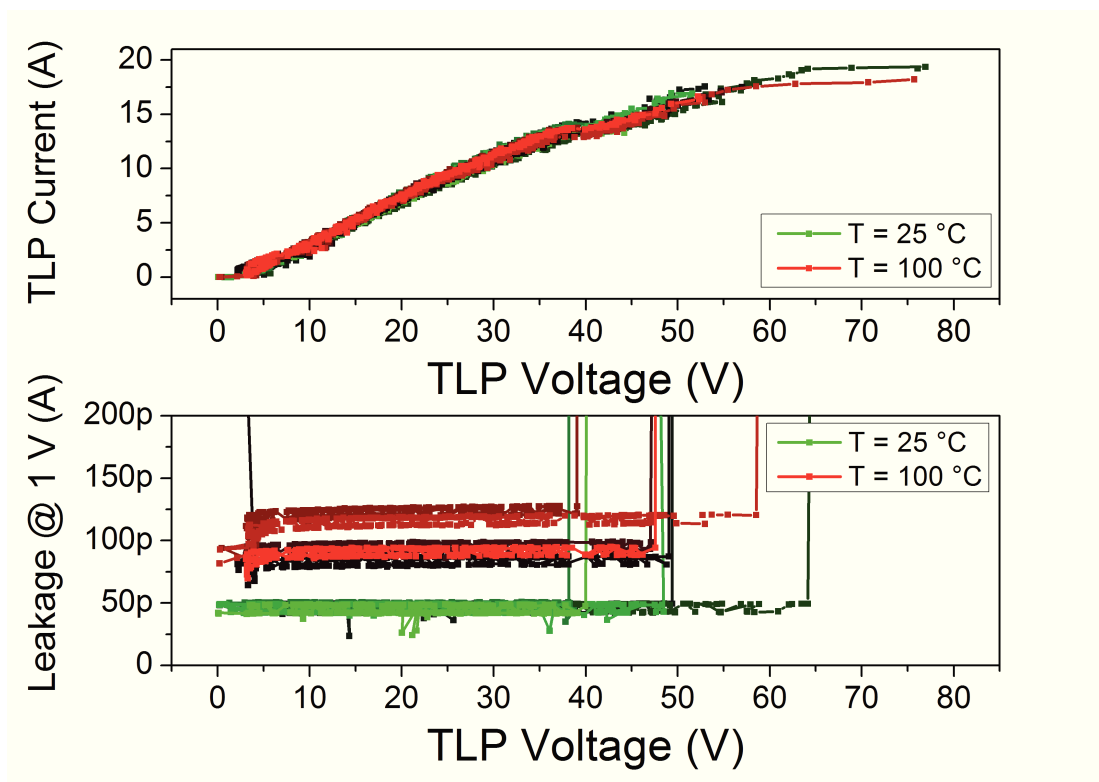 TLP Current (A)
20
15
10
5
0
T = 25 °C
T = 100 °C
0 10 20 30 40 50 60 70 80
TLP Voltage (V)
Leakage @ 1 V (A)
200p
150p
100p
50p
0
T = 25 °C
T = 100 °C
0 10 20 30 40 50 60 70 80
TLP Voltage (V)